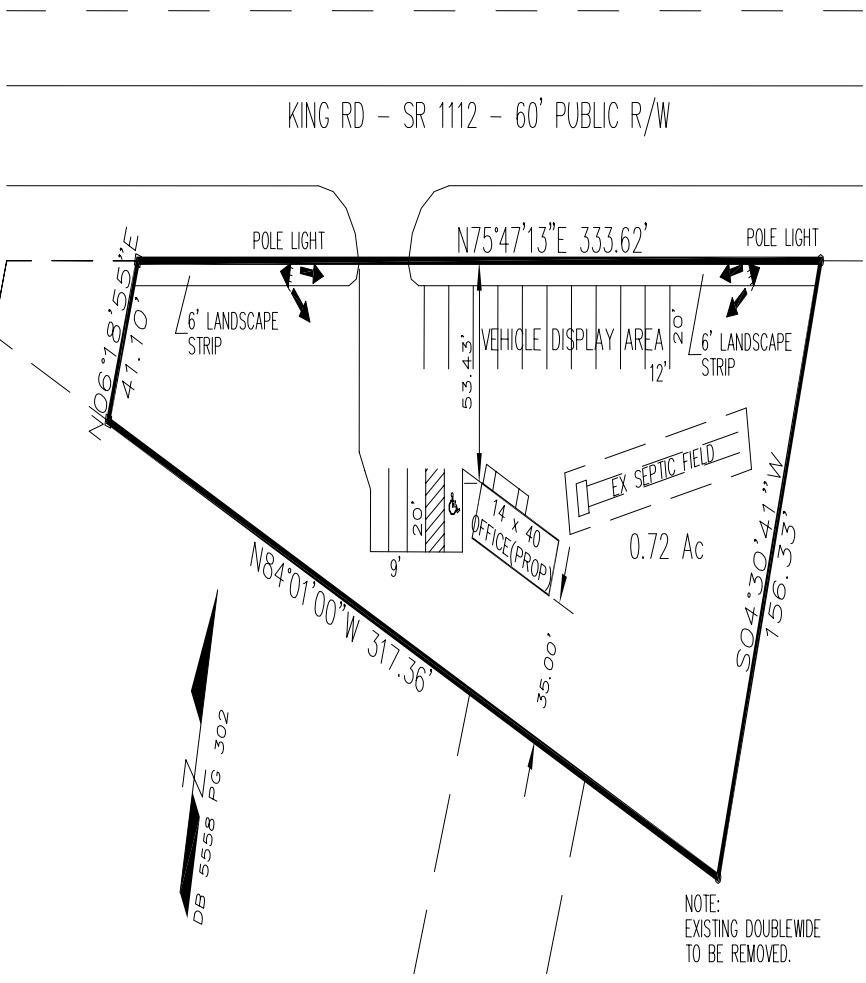 KING RD - SR 1112 - 60' PUBLIC R/W
POLE LIGHT
N75°47'13"E 333.62'
POLE LIGHT
N06°18'55"E
41.10'
6' LANDSCAPE
STRIP
53.43'
VEHICLE DISPLAY AREA
20'
12'
6' LANDSCAPE
STRIP
EX SEPTIC FIELD
20'
9'
14 x 40
OFFICE(PROP)
0.72 Ac
S04°30'41"W
156.33'
N84°01'00"W 317.36'
35.00'
N
DB 5558 PG 302
NOTE:
EXISTING DOUBLEWIDE
TO BE REMOVED.